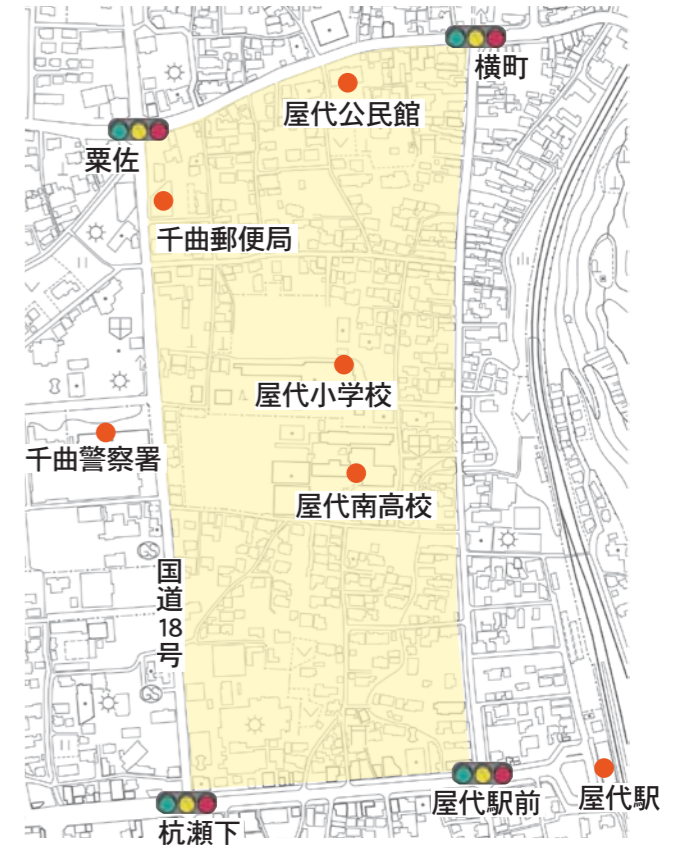 横町
屋代公民館
粟佐
千曲郵便局
屋代小学校
千曲警察署
屋代南高校
国道18号
屋代駅前
屋代駅
杭瀬下